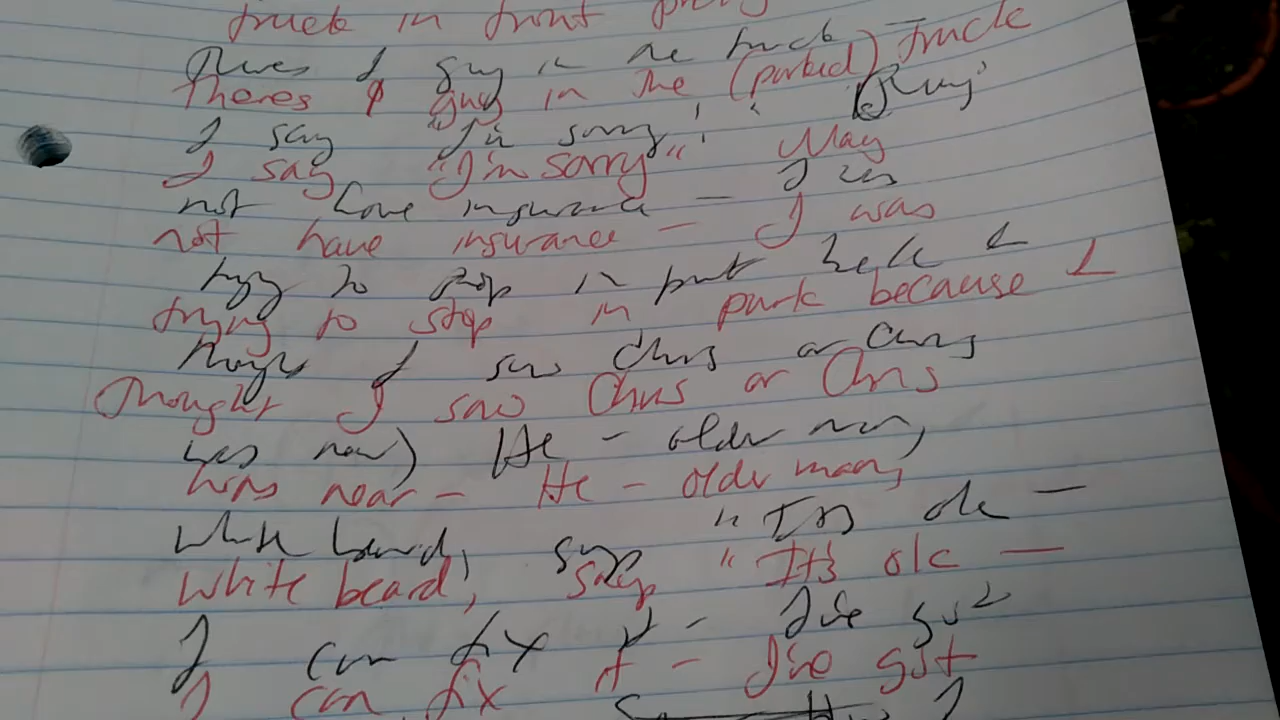 truck in front
Theres I guy in the truck
Theres a guy in the (parked) truck
I say "I'm sorry"
I say "I'm sorry" May
not have insurance – I was
not have insurance – I was
trying to stop in park I
trying to stop in park because I
thought I saw Chris or Chris
Thought I saw Chris or Chris
was near) He – older man,
was near – He – older man,
white beard, says "It's ok –
white beard, says "It's ok –
I can fix it – I've got
I can fix it – I've got